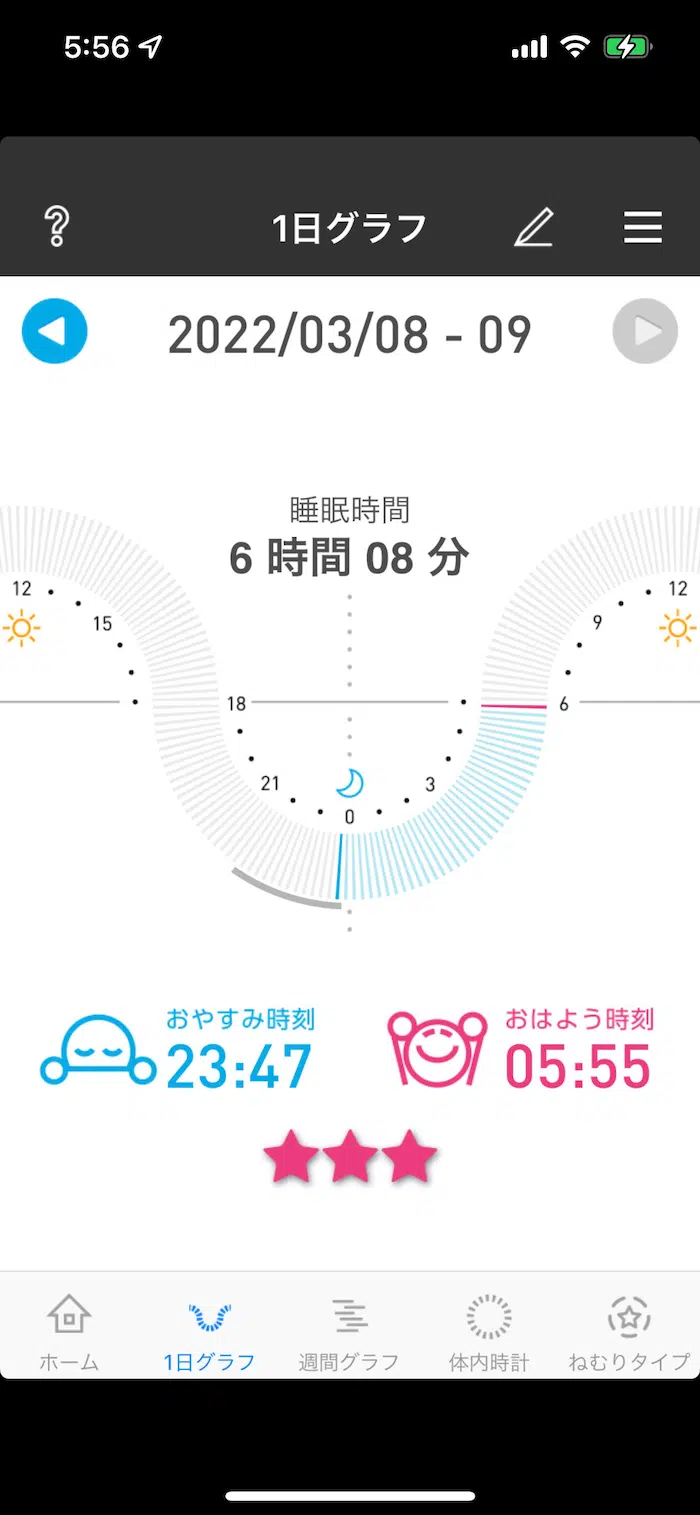 5:56
?
1日グラフ
2022/03/08 - 09
睡眠時間
6 時間 08 分
12
15
18
21
0
3
6
9
12
おやすみ時刻
23:47
おはよう時刻
05:55
ホーム
1日グラフ
週間グラフ
体内時計
ねむりタイプ